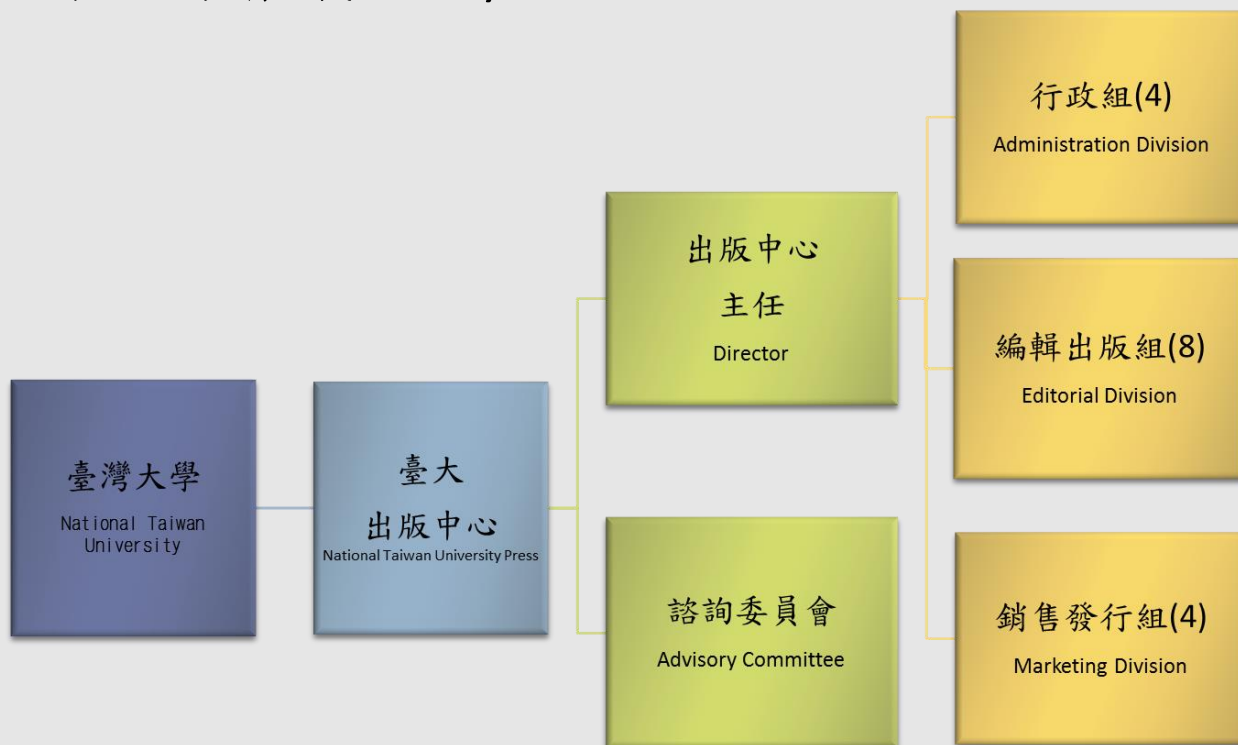 臺灣大學
National Taiwan
University
臺大
出版中心
National Taiwan University Press
出版中心
主任
Director
諮詢委員會
Advisory Committee
行政組(4)
Administration Division
編輯出版組(8)
Editorial Division
銷售發行組(4)
Marketing Division